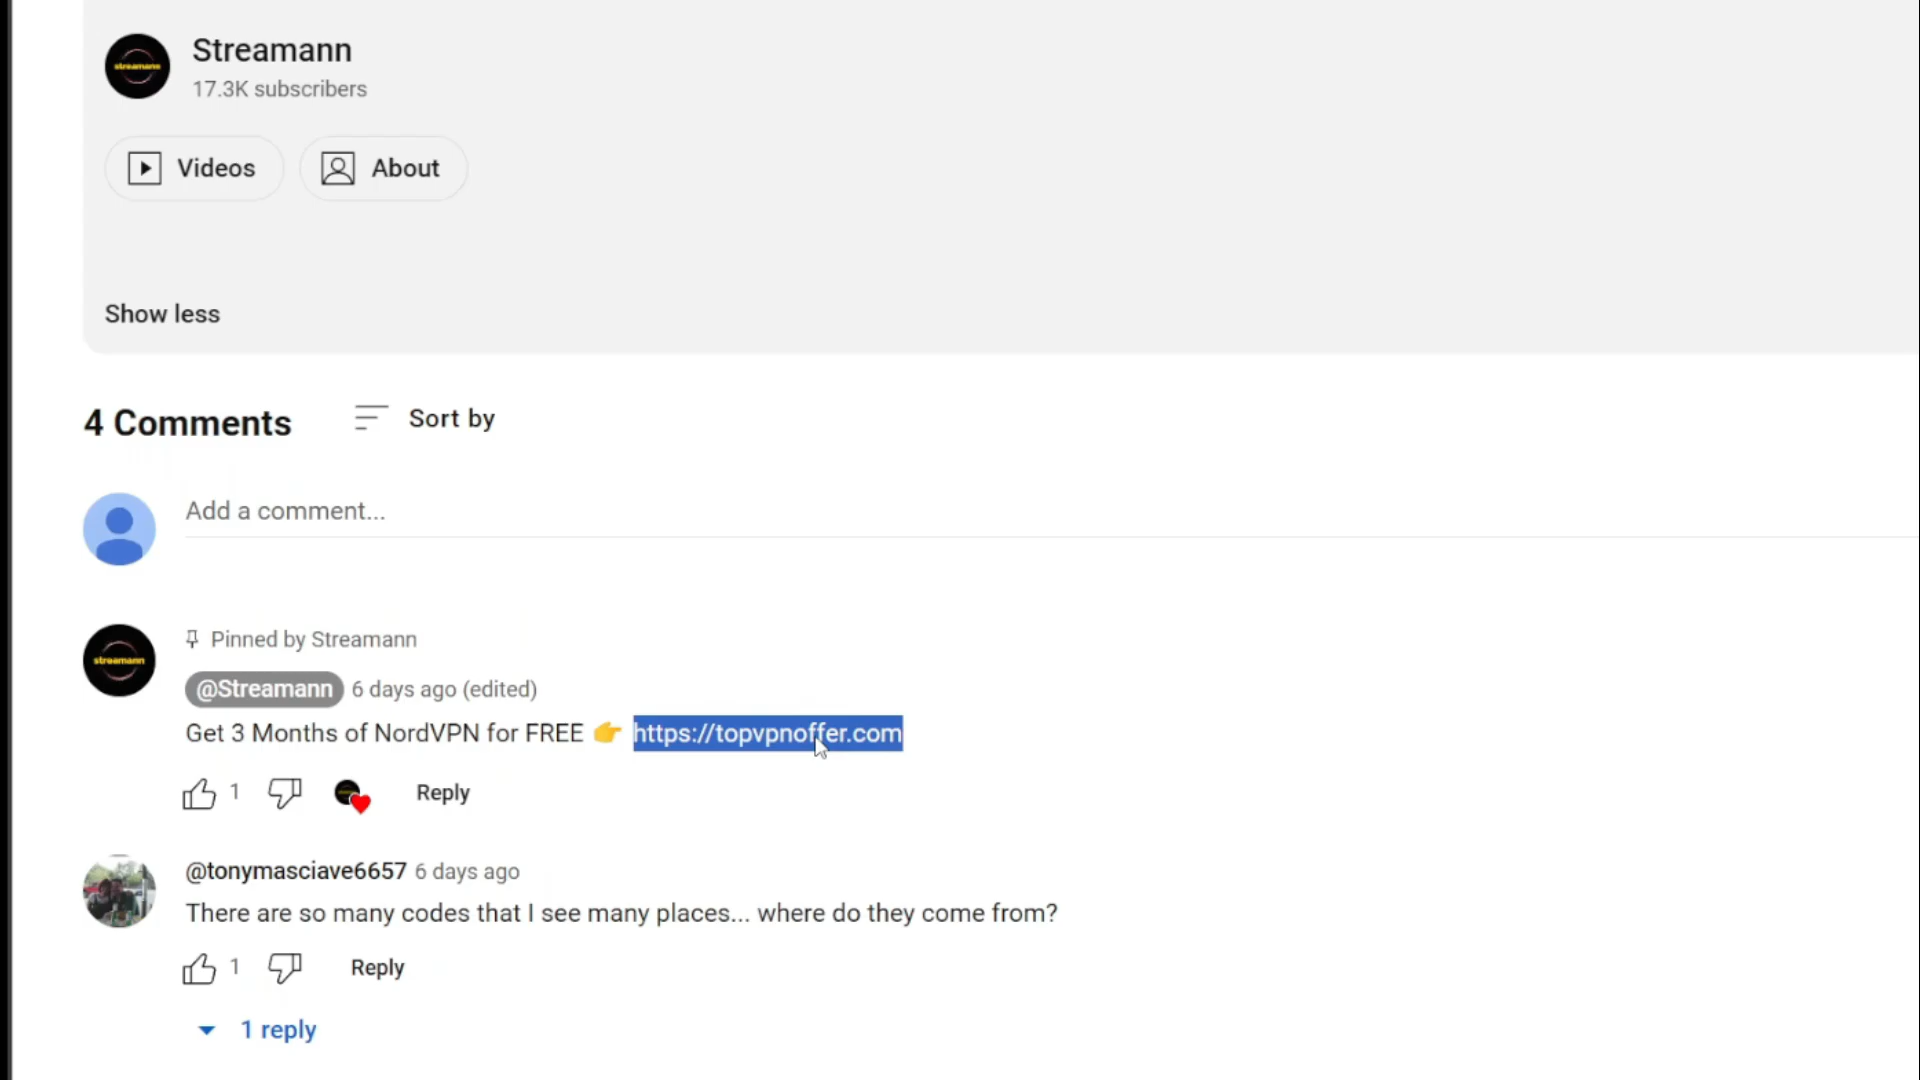 streamann
Streamann
17.3K subscribers
Videos
About
Show less
4 Comments
Sort by
Add a comment...
streamann
Pinned by Streamann
@Streamann 6 days ago (edited)
Get 3 Months of NordVPN for FREE 👉 https://topvpnoffer.com
1
Reply
@tonymasciave6657 6 days ago
There are so many codes that I see many places... where do they come from?
1
Reply
1 reply